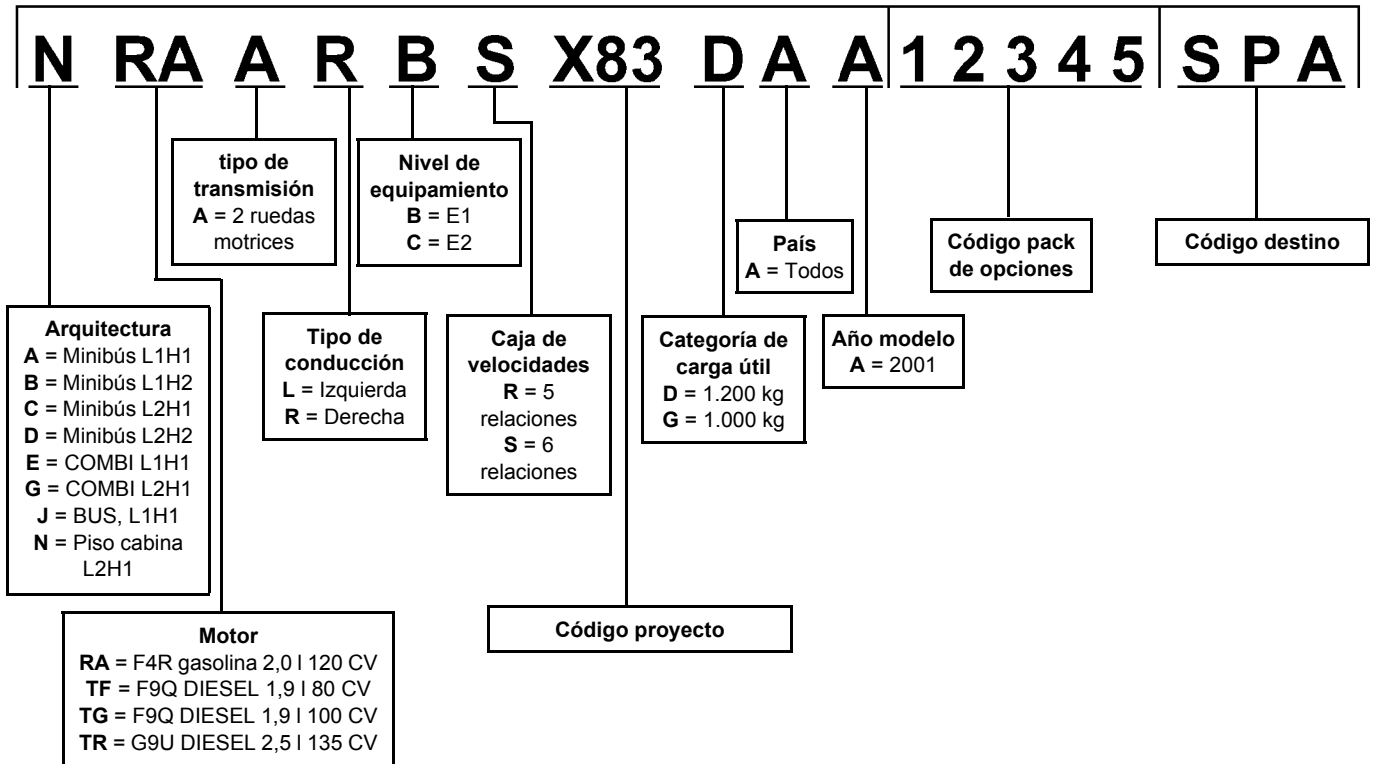 N RA A R B S X83 D A A 1 2 3 4 5 S P A
tipo de
transmisión
A = 2 ruedas
motrices
Nivel de
equipamiento
B = E1
C = E2
País
A = Todos
Código pack
de opciones
Código destino
Arquitectura
A = Minibús L1H1
B = Minibús L1H2
C = Minibús L2H1
D = Minibús L2H2
E = COMBI L1H1
G = COMBI L2H1
J = BUS, L1H1
N = Piso cabina
L2H1
Tipo de
conducción
L = Izquierda
R = Derecha
Caja de
velocidades
R = 5
relaciones
S = 6
relaciones
Categoría de
carga útil
D = 1.200 kg
G = 1.000 kg
Año modelo
A = 2001
Motor
RA = F4R gasolina 2,0 l 120 CV
TF = F9Q DIESEL 1,9 l 80 CV
TG = F9Q DIESEL 1,9 l 100 CV
TR = G9U DIESEL 2,5 l 135 CV
Código proyecto